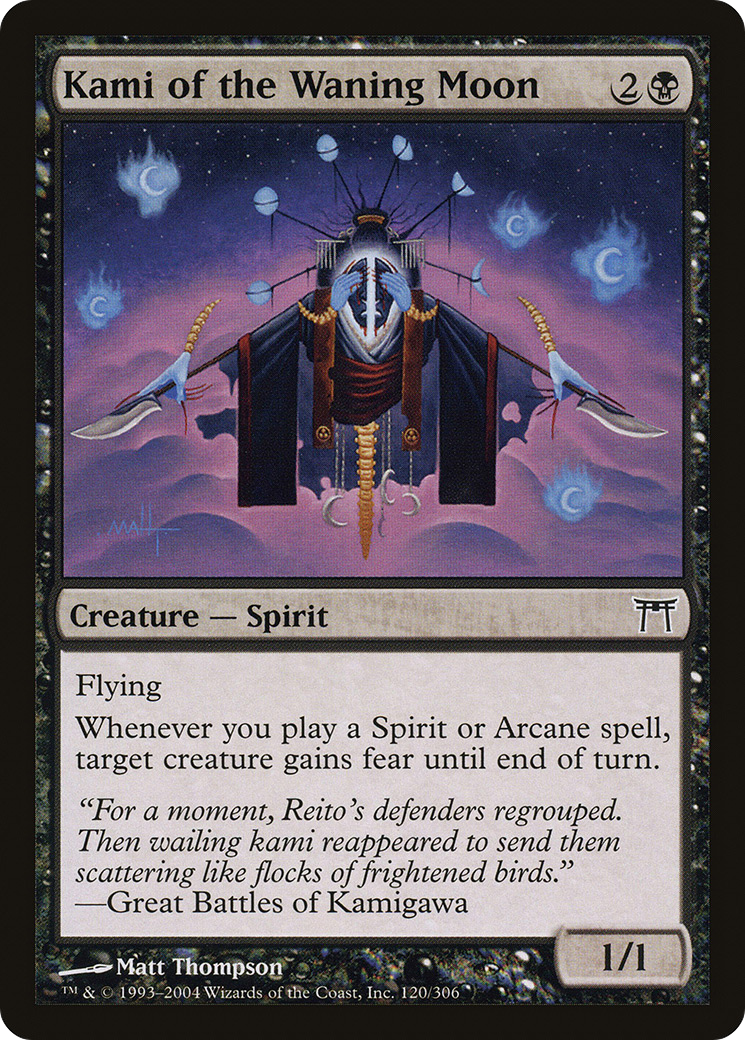 Kami of the Waning Moon 2
MATT
Creature — Spirit
Flying
Whenever you play a Spirit or Arcane spell,
target creature gains fear until end of turn.
“For a moment, Reito’s defenders regrouped.
Then wailing kami reappeared to send them
scattering like flocks of frightened birds.”
—Great Battles of Kamigawa
1/1
Matt Thompson
™ & © 1993–2004 Wizards of the Coast, Inc. 120/306